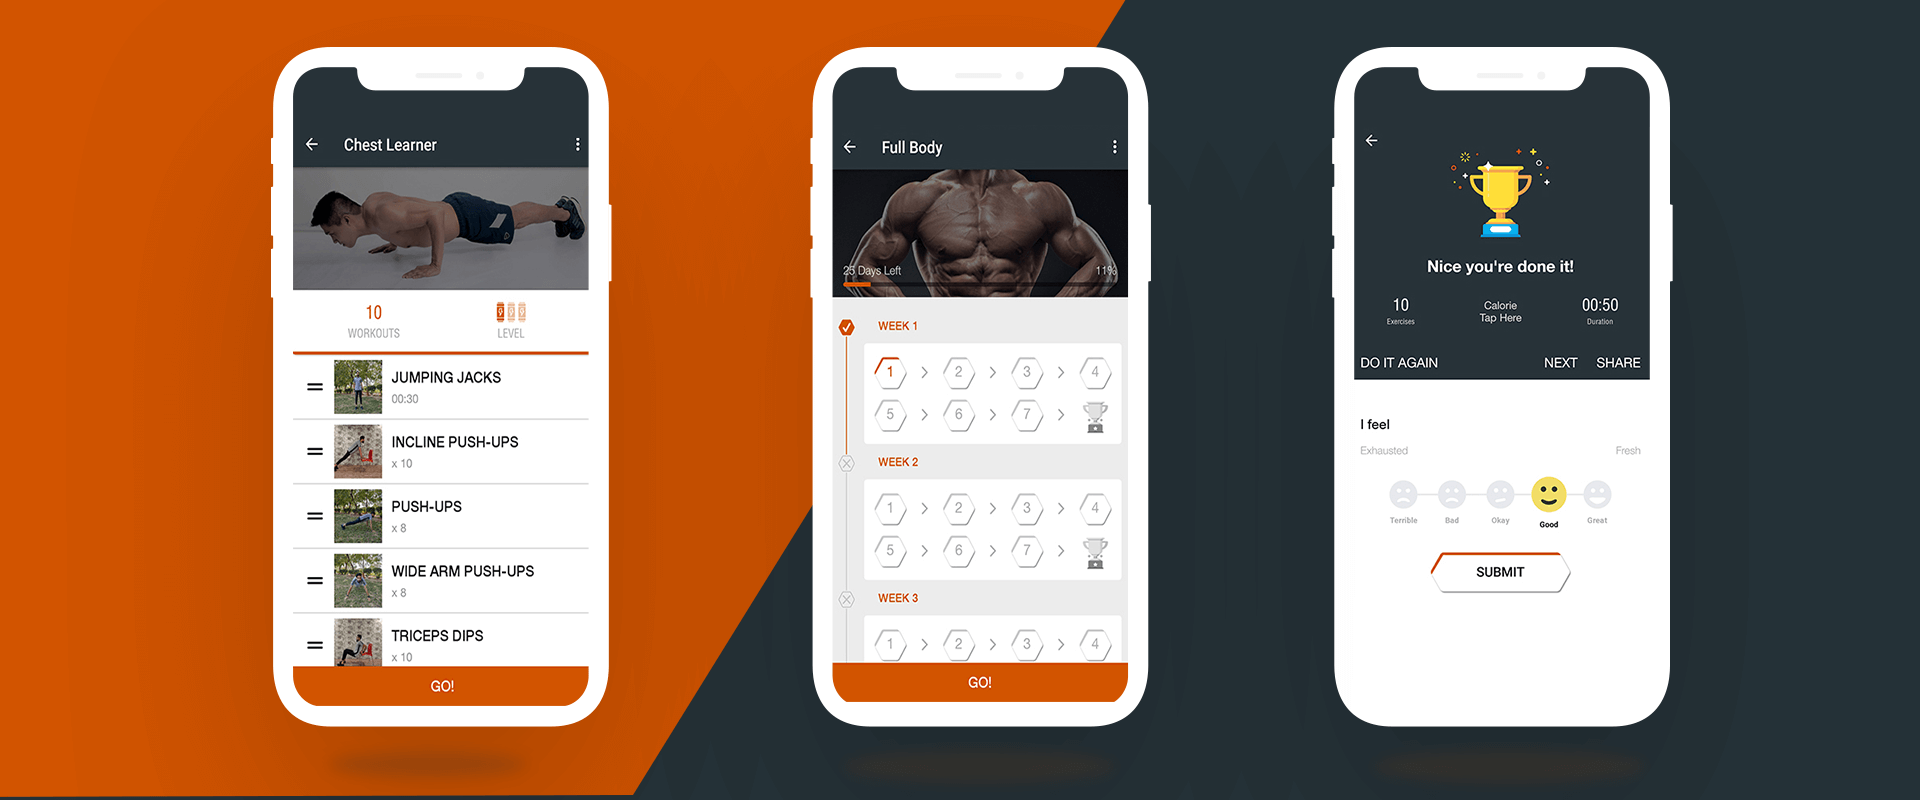 Chest Learner
10
WORKOUTS
LEVEL
JUMPING JACKS
00:30
INCLINE PUSH-UPS
x 10
PUSH-UPS
x 8
WIDE ARM PUSH-UPS
x 8
TRICEPS DIPS
x 10
GO!
Full Body
25 Days Left
11%
WEEK 1
1 2 3 4
5 6 7
WEEK 2
1 2 3 4
5 6 7
WEEK 3
1 2 3 4
GO!
Nice you're done it!
10
Exercises
Calorie
Tap Here
00:50
Duration
DO IT AGAIN NEXT SHARE
I feel
Exhausted Fresh
Terrible Bad Okay Good Great
SUBMIT